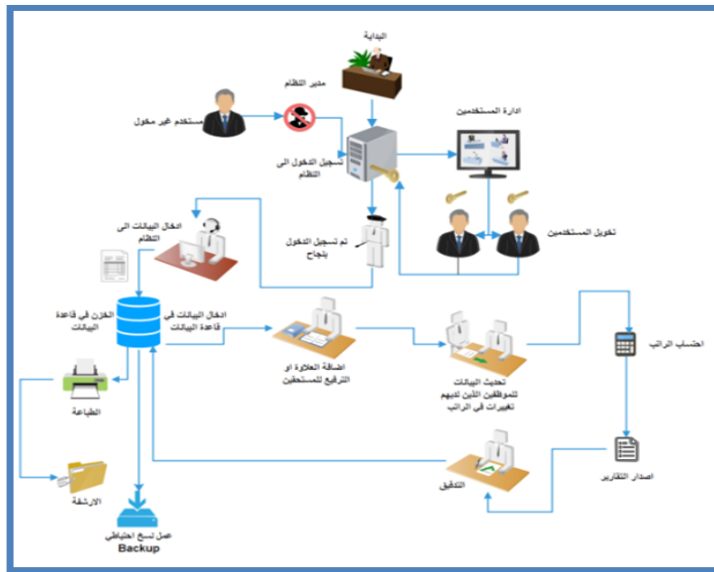 البداية
مدير النظام
ادارة المستخدمين
مستخدم غير مخول
تسجيل الدخول الى
النظام
تخويل المستخدمين
ادخال البيانات الى
النظام
تم تسجيل الدخول
بنجاح
الخزن في قاعدة
البيانات
ادخال البيانات في
قاعدة البيانات
احتساب الراتب
اضافة العلاوة او
الترفيع للمستحقين
تحديث البيانات
للموظفين اللذين لديهم
تغييرات في الراتب
الطباعة
اصدار التقارير
التدقيق
الارشفة
عمل نسخ احتياطي
Backup